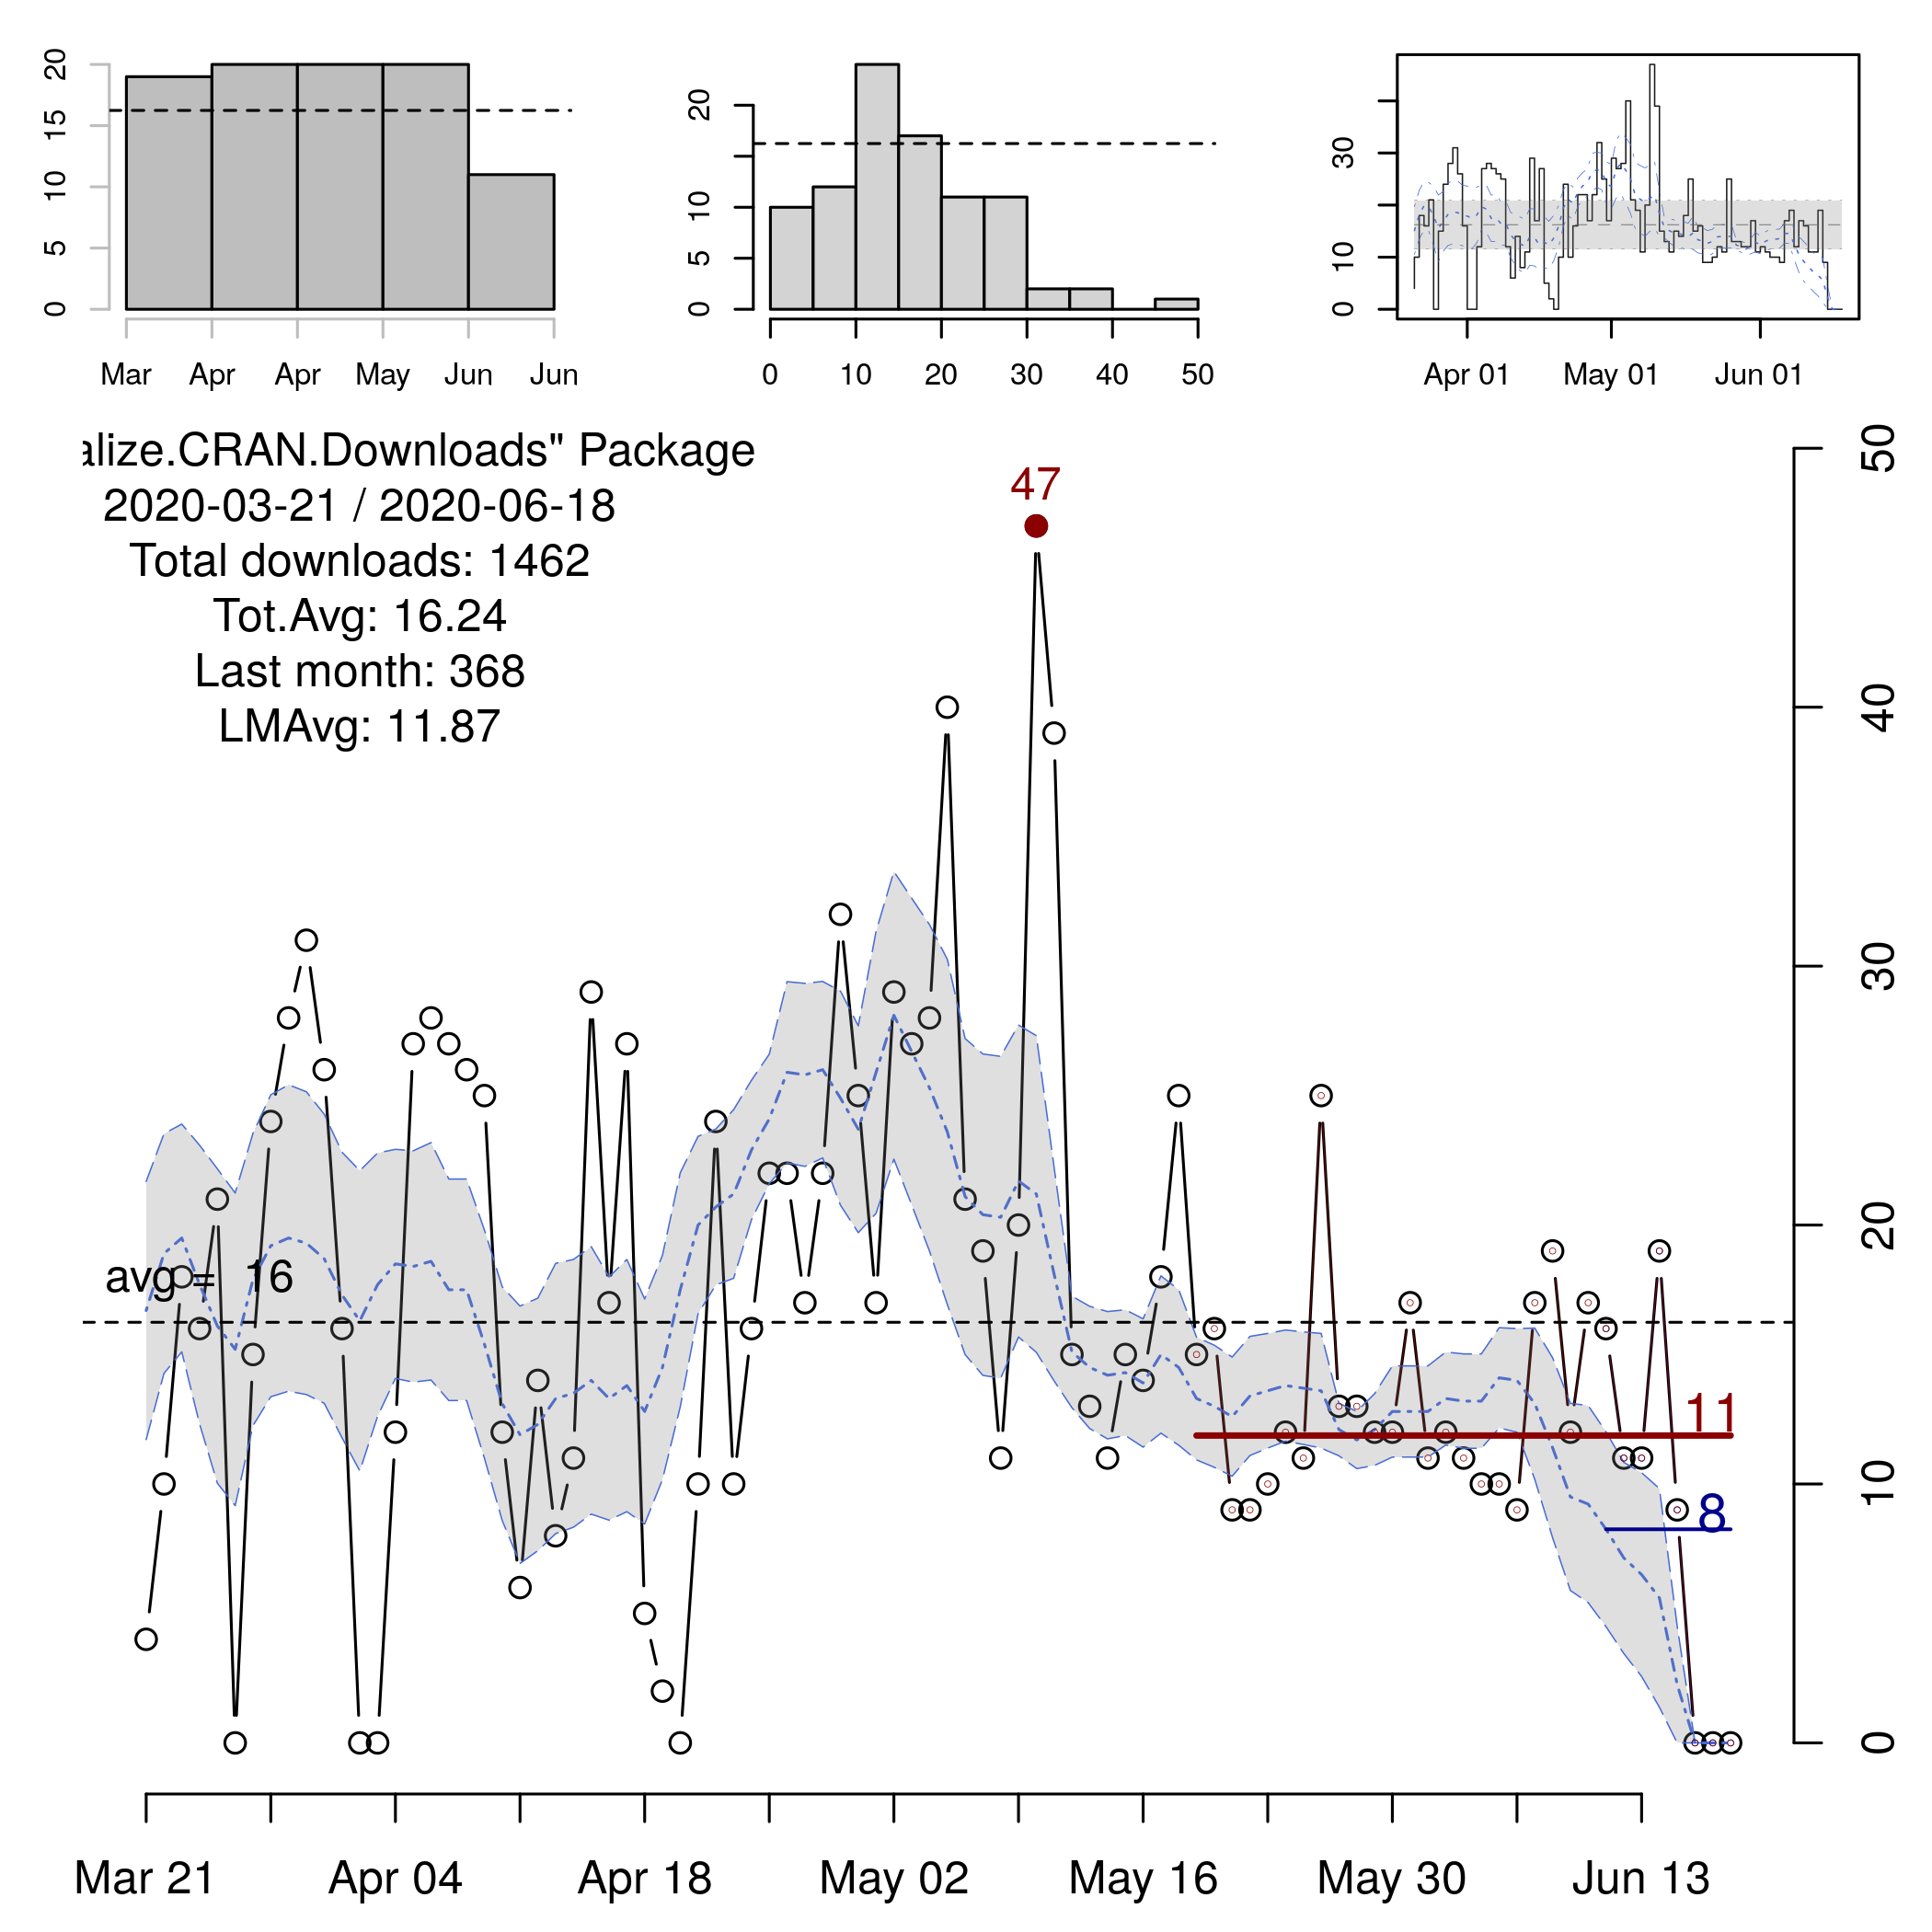 20
15
10
5
0
Mar Apr Apr May Jun Jun
20
10
5
0
0 10 20 30 40 50
30
10
0
Apr 01 May 01 Jun 01
alize.CRAN.Downloads" Package
2020-03-21 / 2020-06-18
Total downloads: 1462
Tot.Avg: 16.24
Last month: 368
LMAvg: 11.87
47
avg = 16
11
8
50
40
30
20
10
0
Mar 21 Apr 04 Apr 18 May 02 May 16 May 30 Jun 13